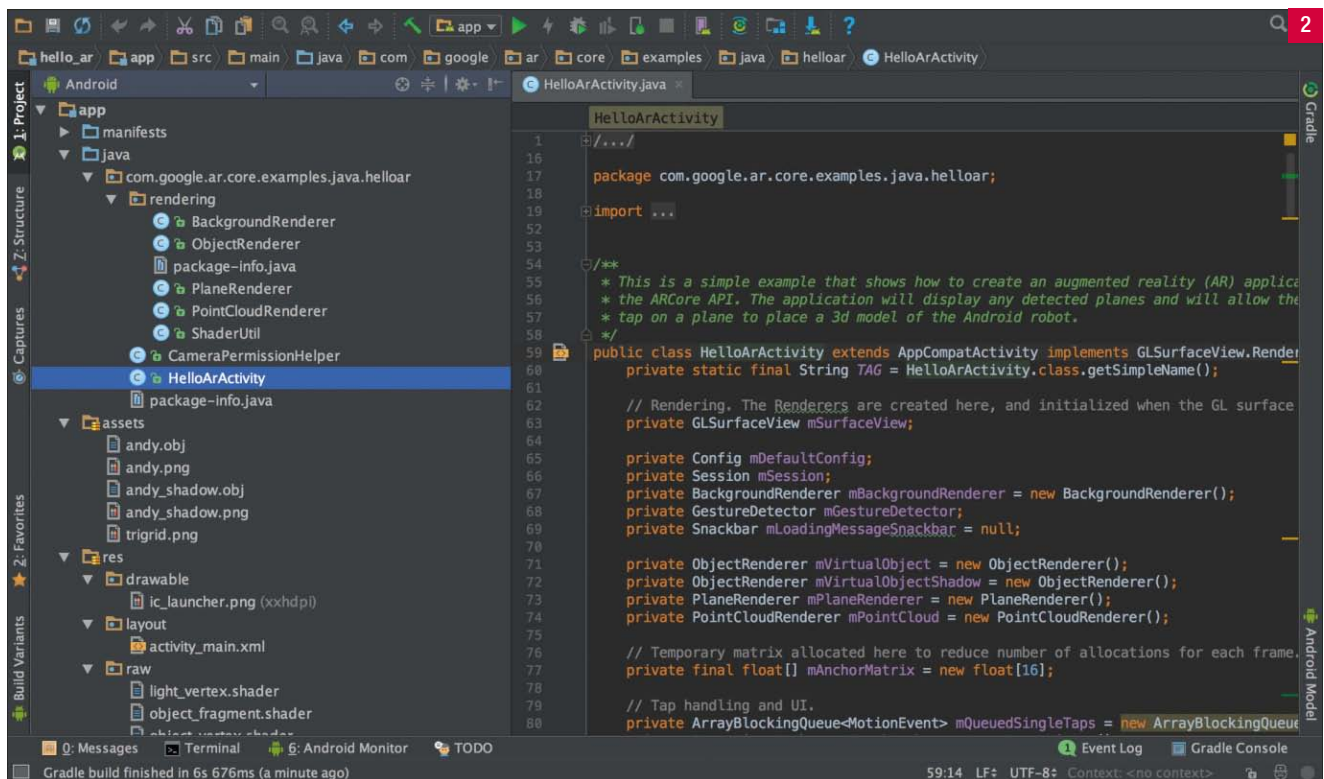 app
2
hello_ar app src main java com google ar core examples java helloar HelloArActivity
1: Project
Z: Structure
Captures
2: Favorites
Build Variants
Android
app
manifests
java
com.google.ar.core.examples.java.helloar
rendering
BackgroundRenderer
ObjectRenderer
package-info.java
PlaneRenderer
PointCloudRenderer
ShaderUtil
CameraPermissionHelper
HelloArActivity
package-info.java
assets
andy.obj
andy.png
andy_shadow.obj
andy_shadow.png
trigrid.png
res
drawable
ic_launcher.png (xxhdpi)
layout
activity_main.xml
raw
light_vertex.shader
object_fragment.shader
HelloArActivity.java
HelloArActivity
1 /.../
16
17 package com.google.ar.core.examples.java.helloar;
18
19 import ...
52
53
54 /**
55 * This is a simple example that shows how to create an augmented reality (AR) applica
56 * the ARCore API. The application will display any detected planes and will allow the
57 * tap on a plane to place a 3d model of the Android robot.
58 */
59 public class HelloArActivity extends AppCompatActivity implements GLSurfaceView.Render
60 private static final String TAG = HelloArActivity.class.getSimpleName();
61
62 // Rendering. The Renderers are created here, and initialized when the GL surface
63 private GLSurfaceView mSurfaceView;
64
65 private Config mDefaultConfig;
66 private Session mSession;
67 private BackgroundRenderer mBackgroundRenderer = new BackgroundRenderer();
68 private GestureDetector mGestureDetector;
69 private Snackbar mLoadingMessageSnackbar = null;
70
71 private ObjectRenderer mVirtualObject = new ObjectRenderer();
72 private ObjectRenderer mVirtualObjectShadow = new ObjectRenderer();
73 private PlaneRenderer mPlaneRenderer = new PlaneRenderer();
74 private PointCloudRenderer mPointCloud = new PointCloudRenderer();
75
76 // Temporary matrix allocated here to reduce number of allocations for each frame.
77 private final float[] mAnchorMatrix = new float[16];
78
79 // Tap handling and UI.
80 private ArrayBlockingQueue<MotionEvent> mQueuedSingleTaps = new ArrayBlockingQueue
Gradle
Android Model
0: Messages Terminal 6: Android Monitor TODO 1 Event Log Gradle Console
Gradle build finished in 6s 676ms (a minute ago) 59:14 LF UTF-8 Context: <no context>